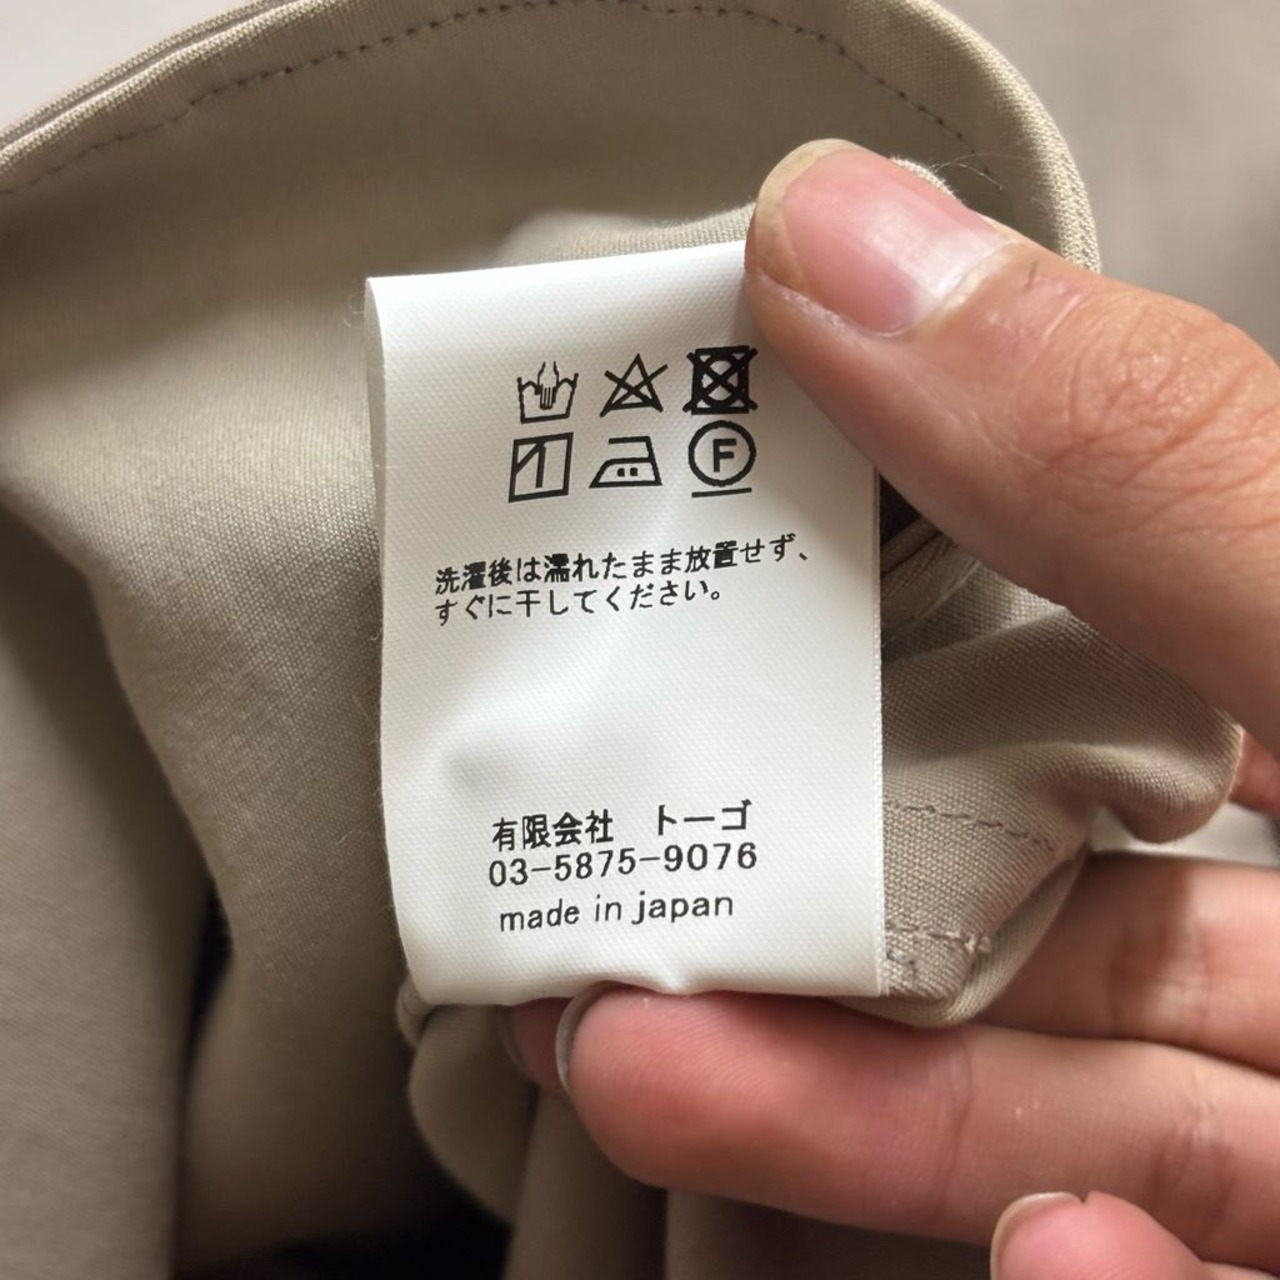 F
洗濯後は濡れたまま放置せず、
すぐに干してください。
有限会社　トーゴ
03-5875-9076
made in japan